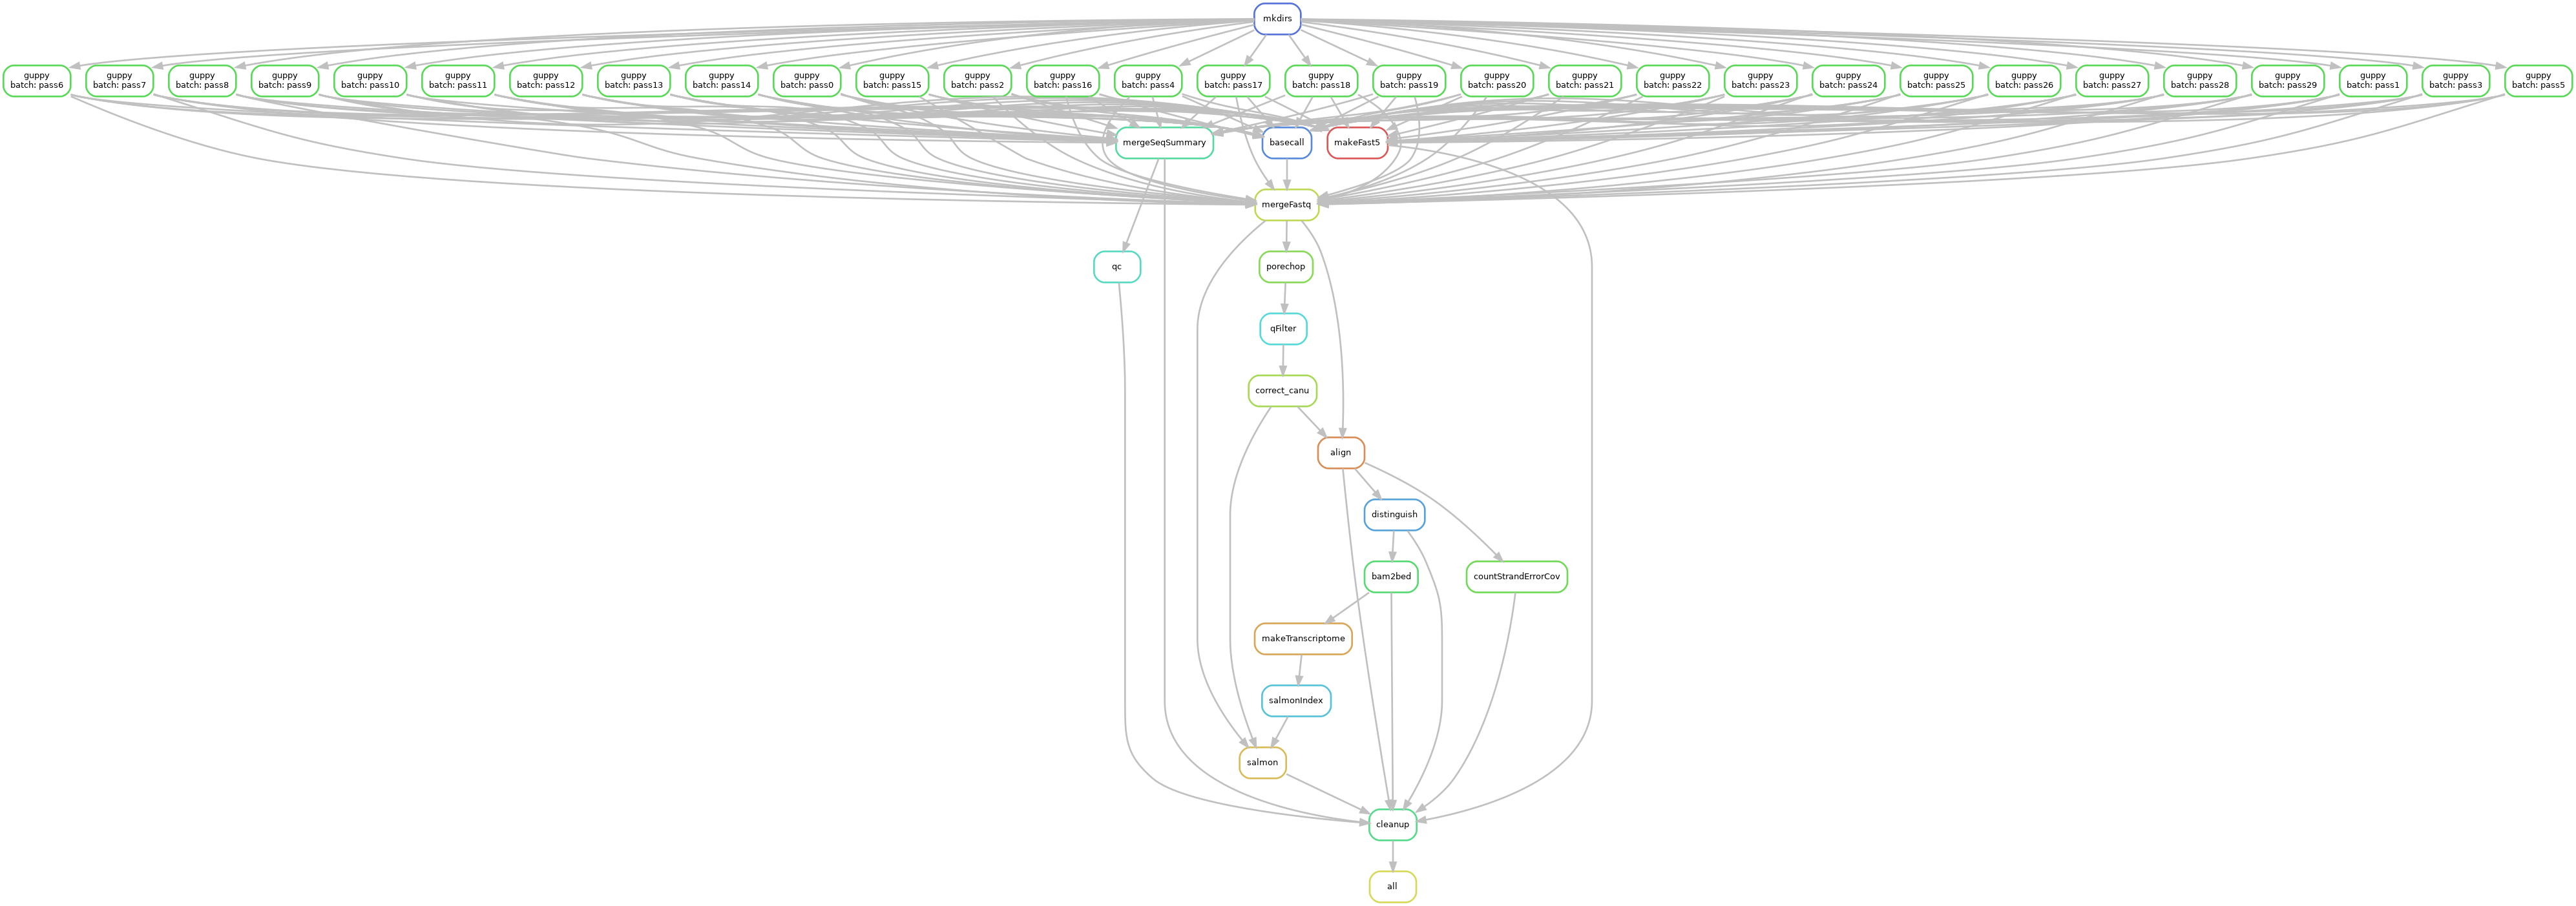 mkdirs
guppy
batch: pass6
guppy
batch: pass7
guppy
batch: pass8
guppy
batch: pass9
guppy
batch: pass10
guppy
batch: pass11
guppy
batch: pass12
guppy
batch: pass13
guppy
batch: pass14
guppy
batch: pass0
guppy
batch: pass15
guppy
batch: pass2
guppy
batch: pass16
guppy
batch: pass4
guppy
batch: pass17
guppy
batch: pass18
guppy
batch: pass19
guppy
batch: pass20
guppy
batch: pass21
guppy
batch: pass22
guppy
batch: pass23
guppy
batch: pass24
guppy
batch: pass25
guppy
batch: pass26
guppy
batch: pass27
guppy
batch: pass28
guppy
batch: pass29
guppy
batch: pass1
guppy
batch: pass3
guppy
batch: pass5
mergeSeqSummary
basecall
makeFast5
mergeFastq
qc
porechop
qFilter
correct_canu
align
distinguish
bam2bed
countStrandErrorCov
makeTranscriptome
salmonIndex
salmon
cleanup
all